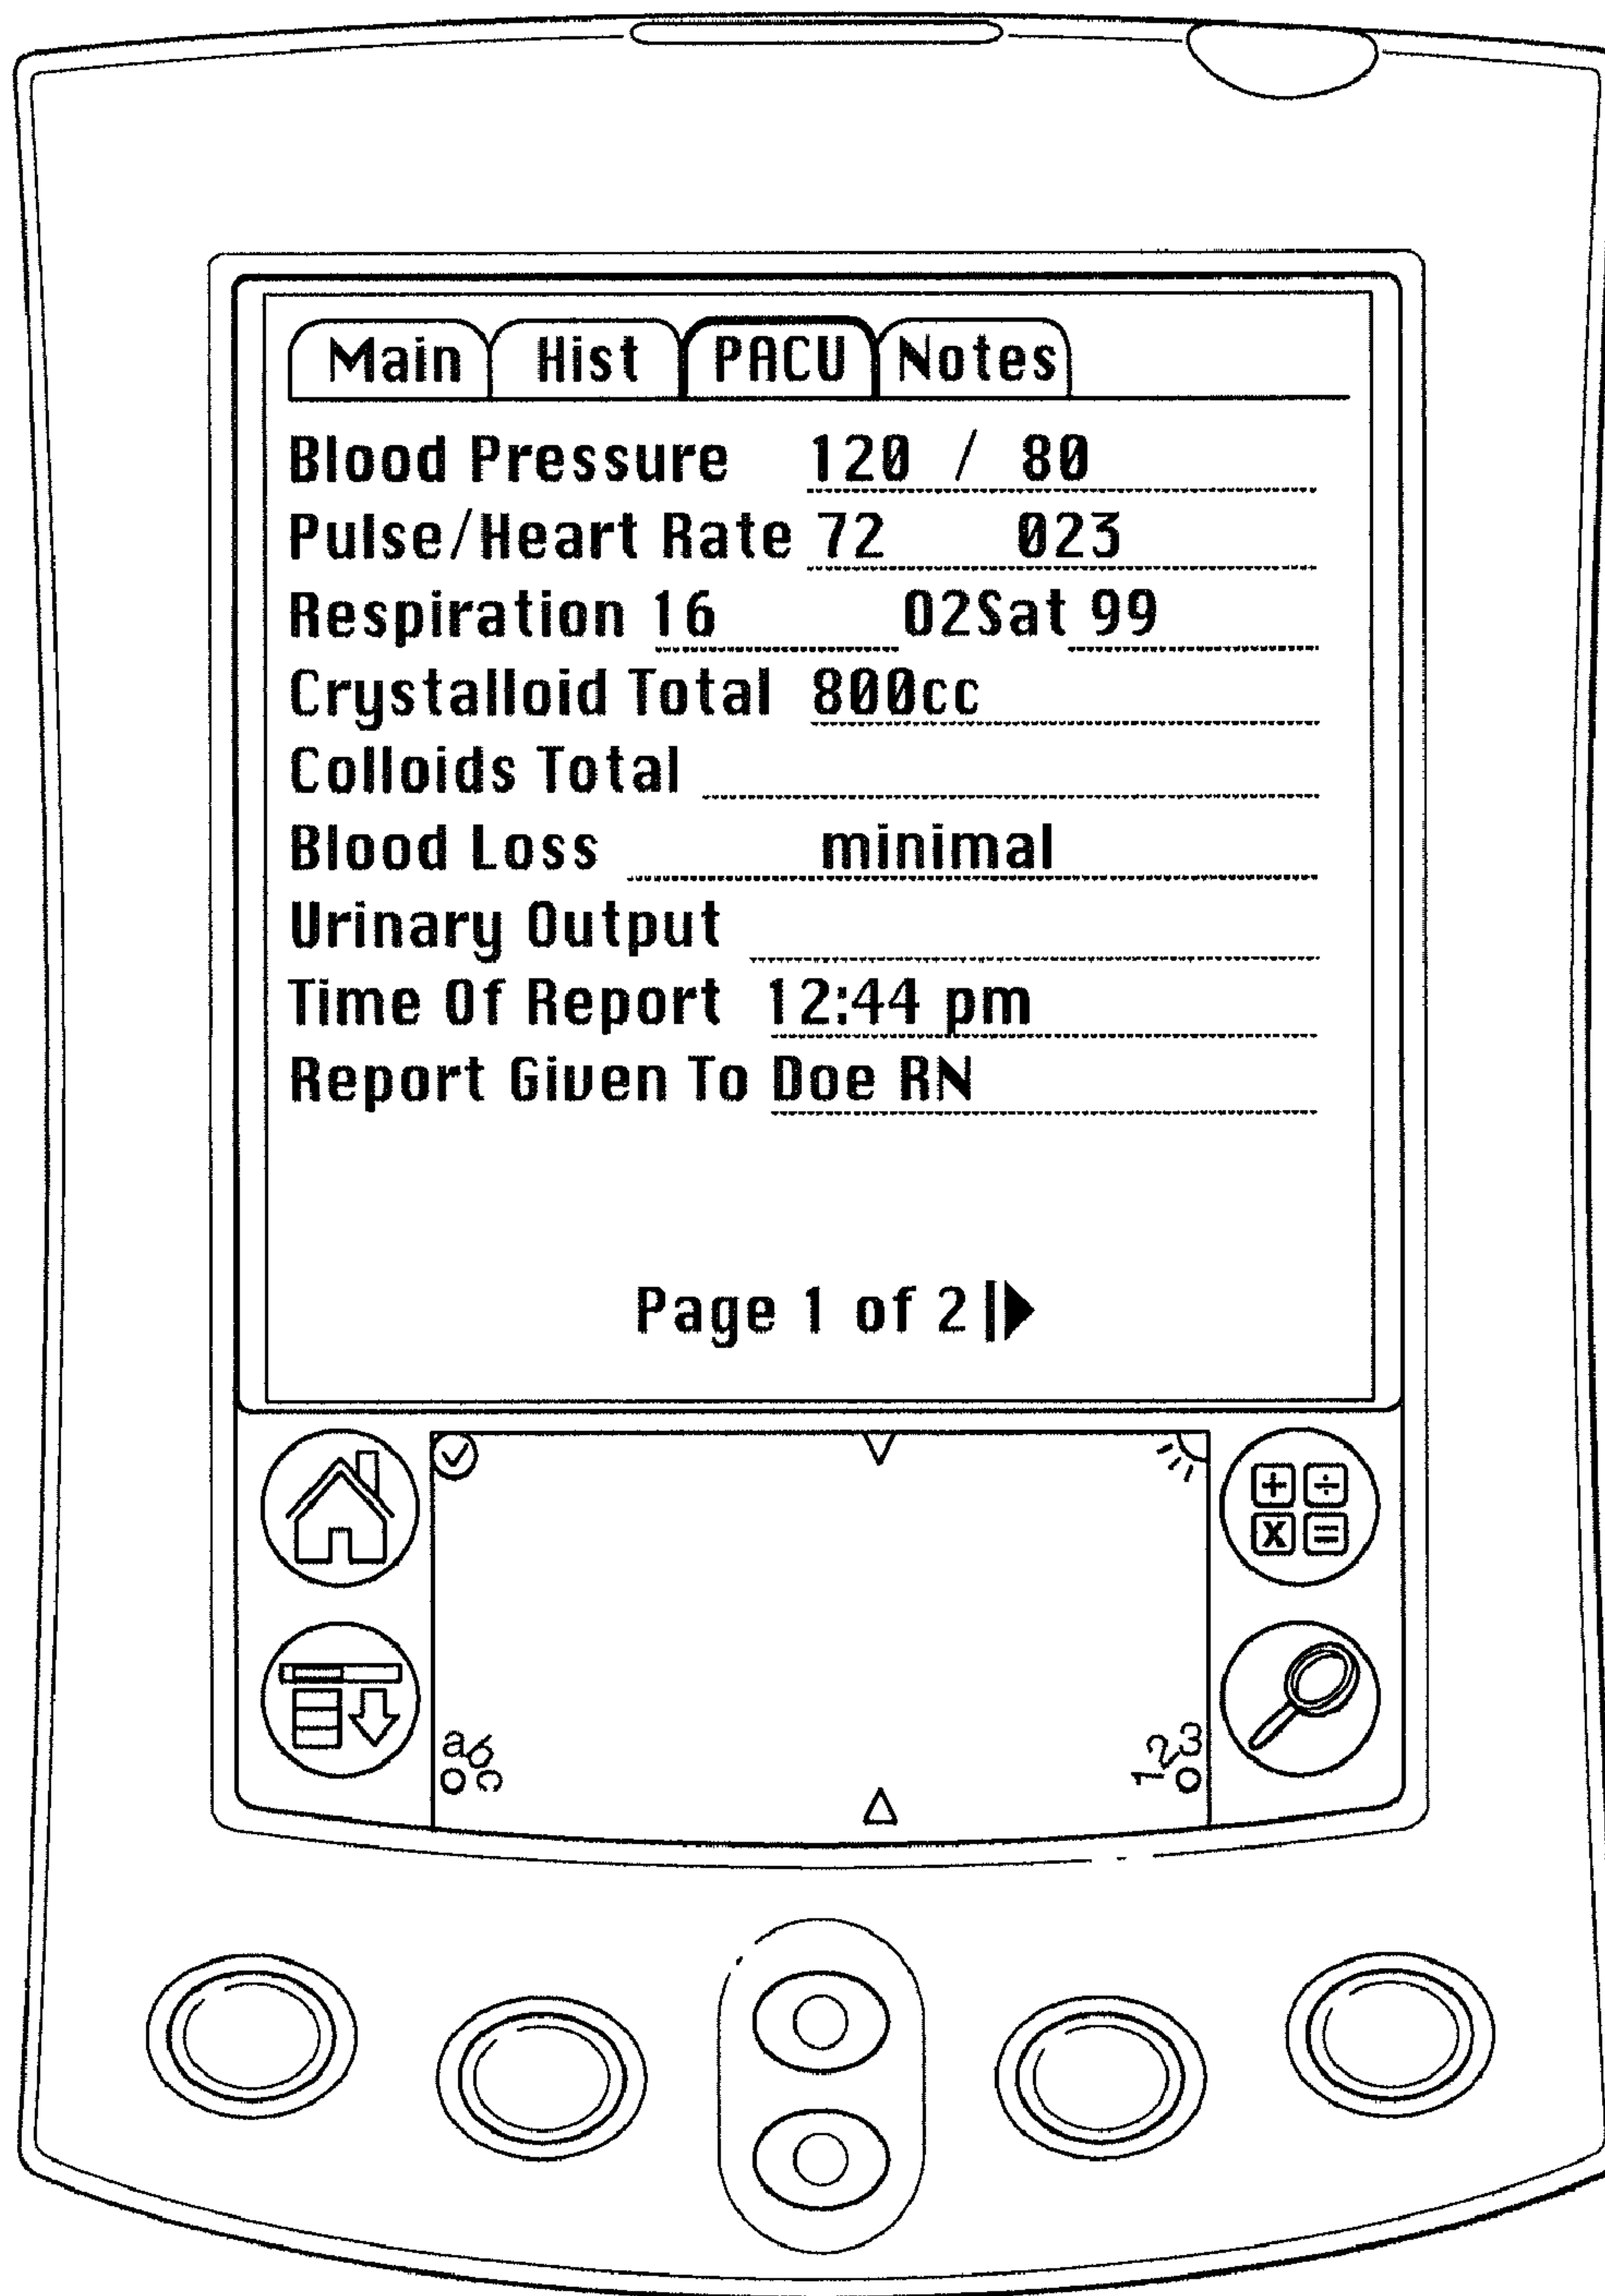 Main Hist PACU Notes
Blood Pressure 120 / 80
Pulse/Heart Rate 72 023
Respiration 16 02Sat 99
Crystalloid Total 800cc
Colloids Total
Blood Loss minimal
Urinary Output
Time Of Report 12:44 pm
Report Given To Doe RN
Page 1 of 2
+ ÷
x =
abc 123